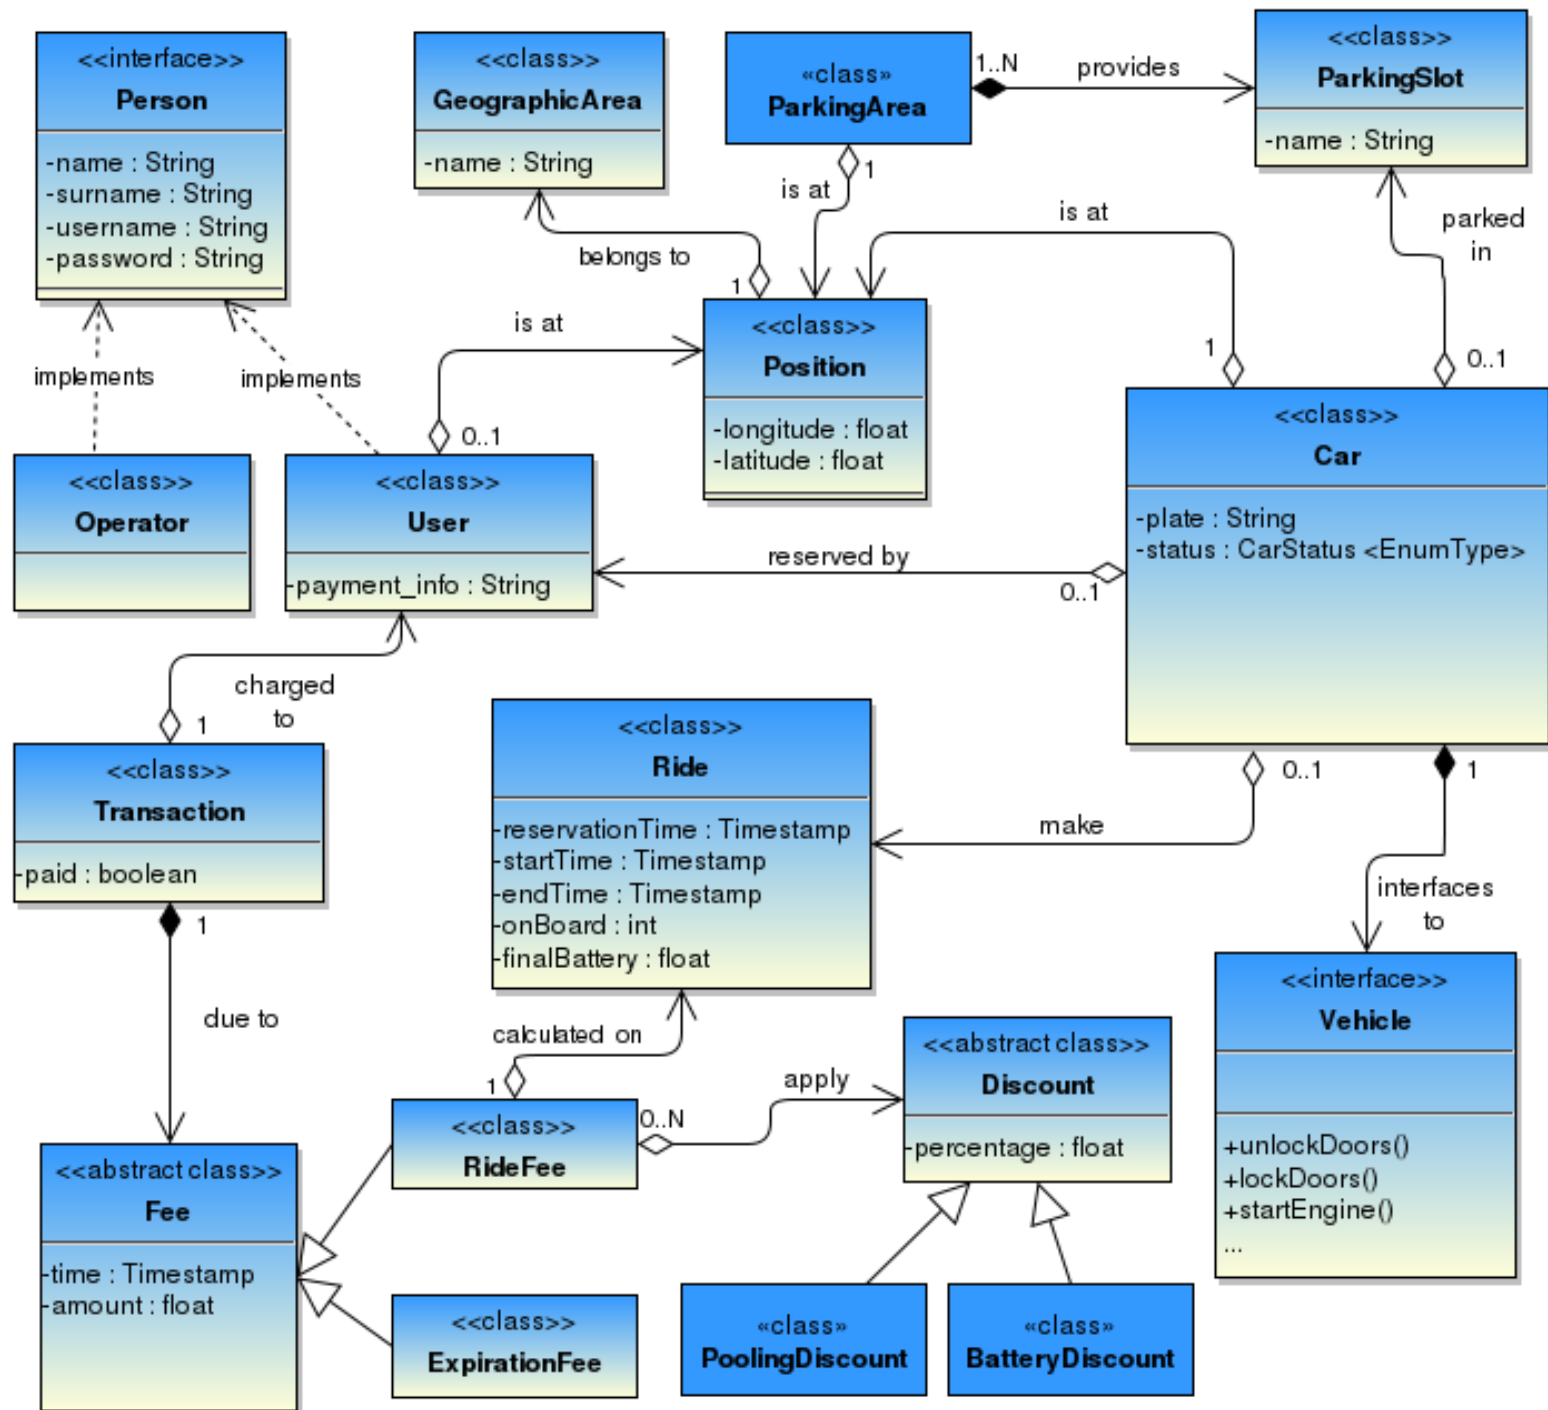 <<interface>>
Person
-name : String
-surname : String
-username : String
-password : String
<<class>>
GeographicArea
-name : String
«class»
ParkingArea
1..N
provides
<<class>>
ParkingSlot
-name : String
1
is at
is at
parked
in
belongs to
1
is at
<<class>>
Position
-longitude : float
-latitude : float
1
0..1
implements
implements
0..1
<<class>>
Operator
<<class>>
User
-payment_info : String
reserved by
0..1
<<class>>
Car
-plate : String
-status : CarStatus <EnumType>
charged
to
1
<<class>>
Transaction
-paid : boolean
1
due to
<<class>>
Ride
-reservationTime : Timestamp
-startTime : Timestamp
-endTime : Timestamp
-onBoard : int
-finalBattery : float
0..1
make
1
interfaces
to
<<interface>>
Vehicle
+unlockDoors()
+lockDoors()
+startEngine()
...
calculated on
1
<<class>>
RideFee
0..N
apply
<<abstract class>>
Discount
-percentage : float
<<abstract class>>
Fee
-time : Timestamp
-amount : float
<<class>>
ExpirationFee
«class»
PoolingDiscount
«class»
BatteryDiscount